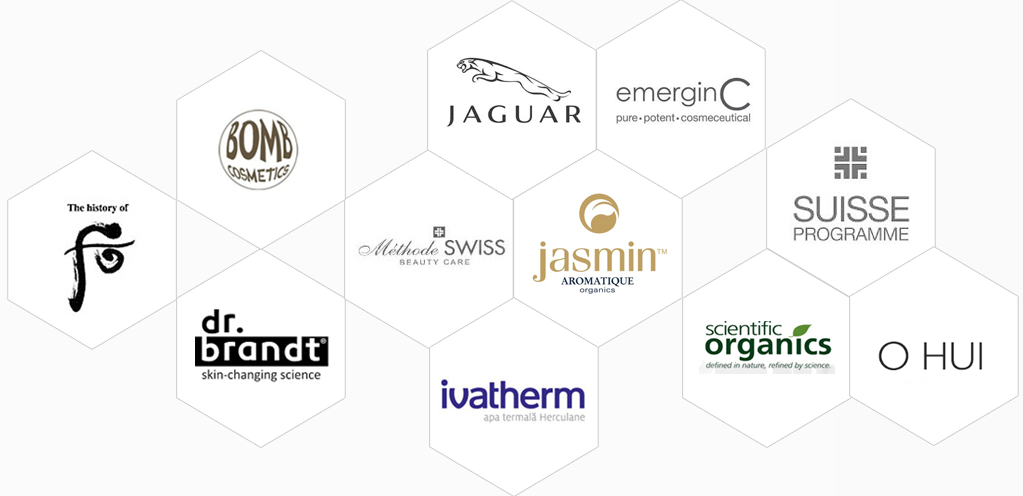 JAGUAR
emerginC
pure • potent • cosmeceutical
BOMB
COSMETICS
SUISSE
PROGRAMME
The history of
Méthode SWISS
BEAUTY CARE
jasmin™
AROMATIQUE
organics
dr.
brandt®
skin-changing science
scientific
organics
defined in nature, refined by science.
O HUI
ivatherm
apa termală Herculane